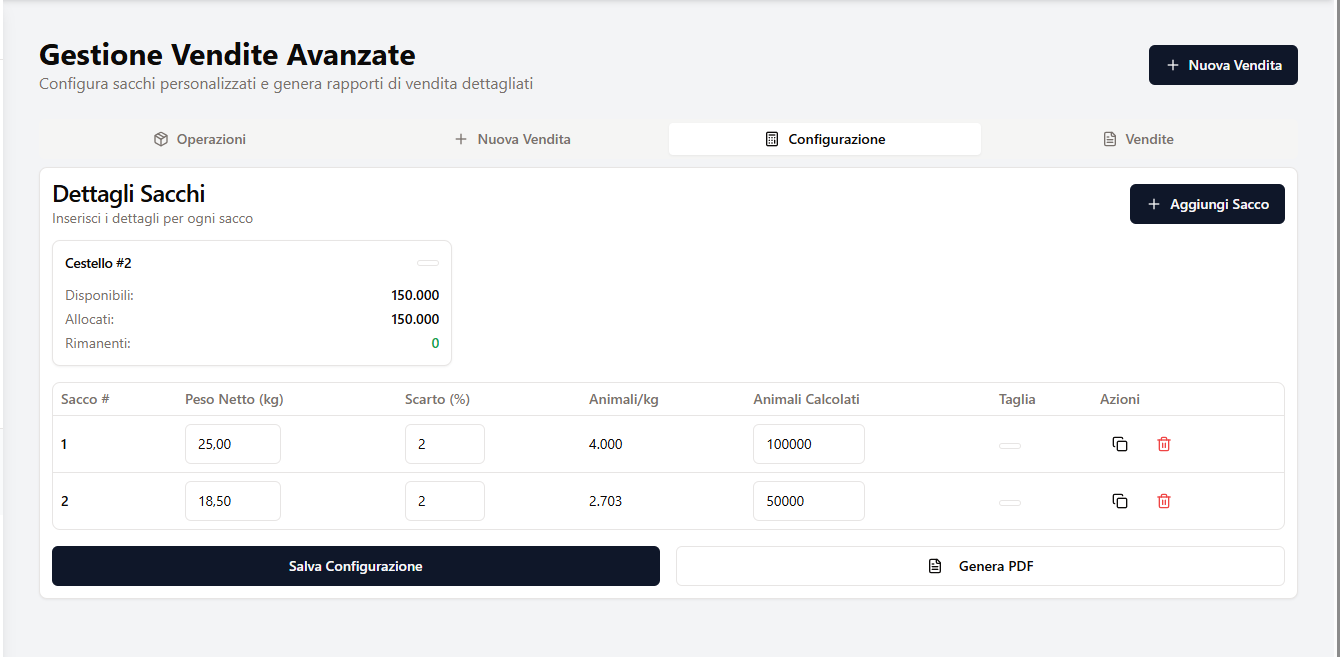 Gestione Vendite Avanzate
Configura sacchi personalizzati e genera rapporti di vendita dettagliati
Nuova Vendita
Operazioni
Nuova Vendita
Configurazione
Vendite
Dettagli Sacchi
Inserisci i dettagli per ogni sacco
Aggiungi Sacco
Cestello #2
Disponibili: 150.000
Allocati: 150.000
Rimanenti: 0
Sacco # Peso Netto (kg) Scarto (%) Animali/kg Animali Calcolati Taglia Azioni
1 25,00 2 4.000 100000
2 18,50 2 2.703 50000
Salva Configurazione
Genera PDF